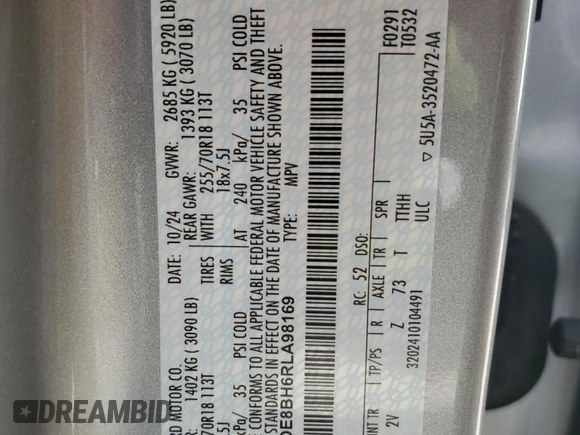 RD MOTOR CO. DATE: 10/24 GVWR: 2685 KG ( 5920 LB)
R: 1402 KG ( 3090 LB) REAR GAWR: 1393 KG ( 3070 LB)
70R18 113T TIRES WITH 255/70R18 113T
.5J RIMS 18x7.5J
kPa/ 35 PSI COLD AT 240 kPa/ 35 PSI COLD
CONFORMS TO ALL APPLICABLE FEDERAL MOTOR VEHICLE SAFETY AND THEFT
STANDARDS IN EFFECT ON THE DATE OF MANUFACTURE SHOWN ABOVE.
DE8BH6RLA98169 TYPE: MPV
F0291
T0532
RC: 52 DSO:
INT TR TP/PS R AXLE TR SPR
2V Z 73 T TTHH
ULC
3202410104491
▽ 5U5A-3520472-AA
DREAMBID